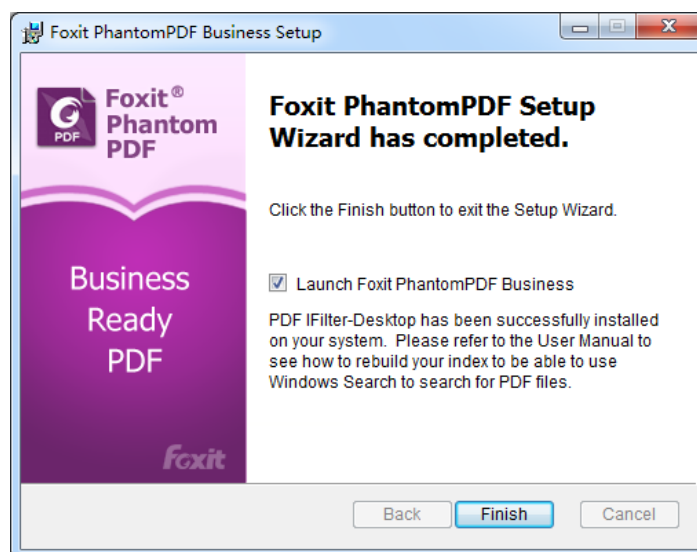 Foxit PhantomPDF Business Setup
Foxit®
Phantom
PDF
PDF
Business
Ready
PDF
Foxit
Foxit PhantomPDF Setup
Wizard has completed.
Click the Finish button to exit the Setup Wizard.
Launch Foxit PhantomPDF Business
PDF IFilter-Desktop has been successfully installed
on your system. Please refer to the User Manual to
see how to rebuild your index to be able to use
Windows Search to search for PDF files.
Back
Finish
Cancel